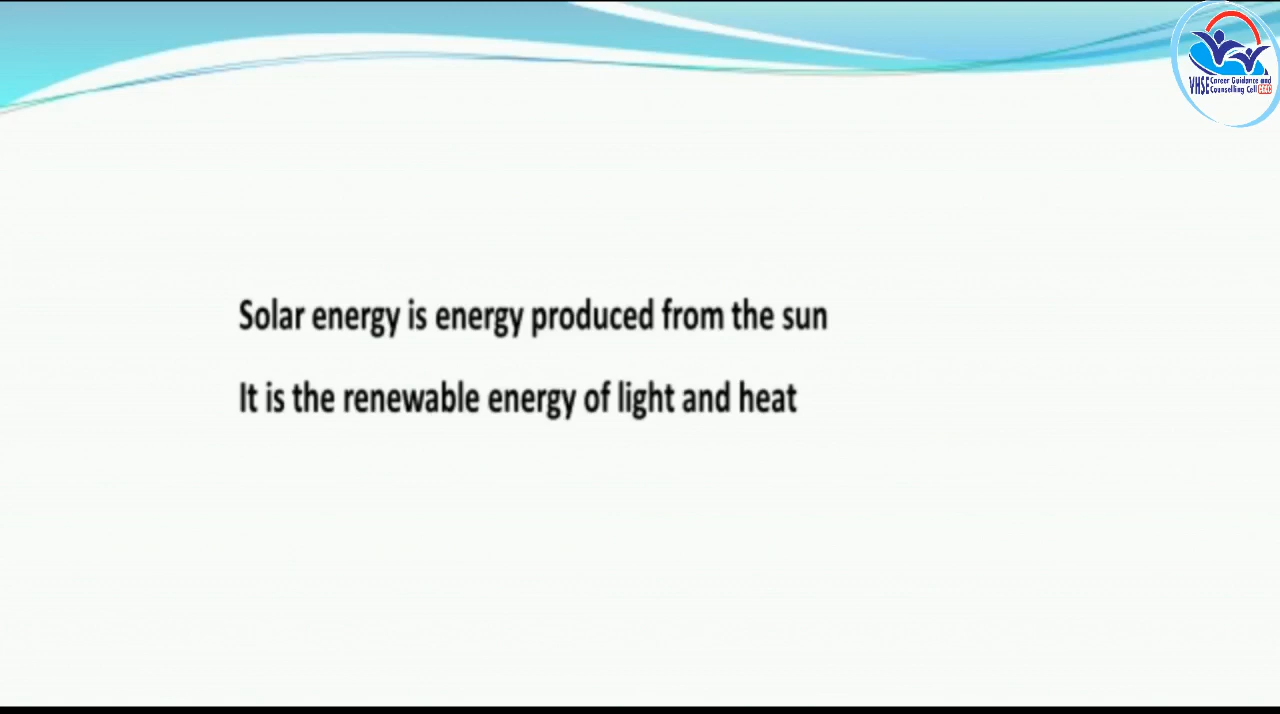 VHSE Career Guidance and
Counselling Cell CGCC
Solar energy is energy produced from the sun
It is the renewable energy of light and heat